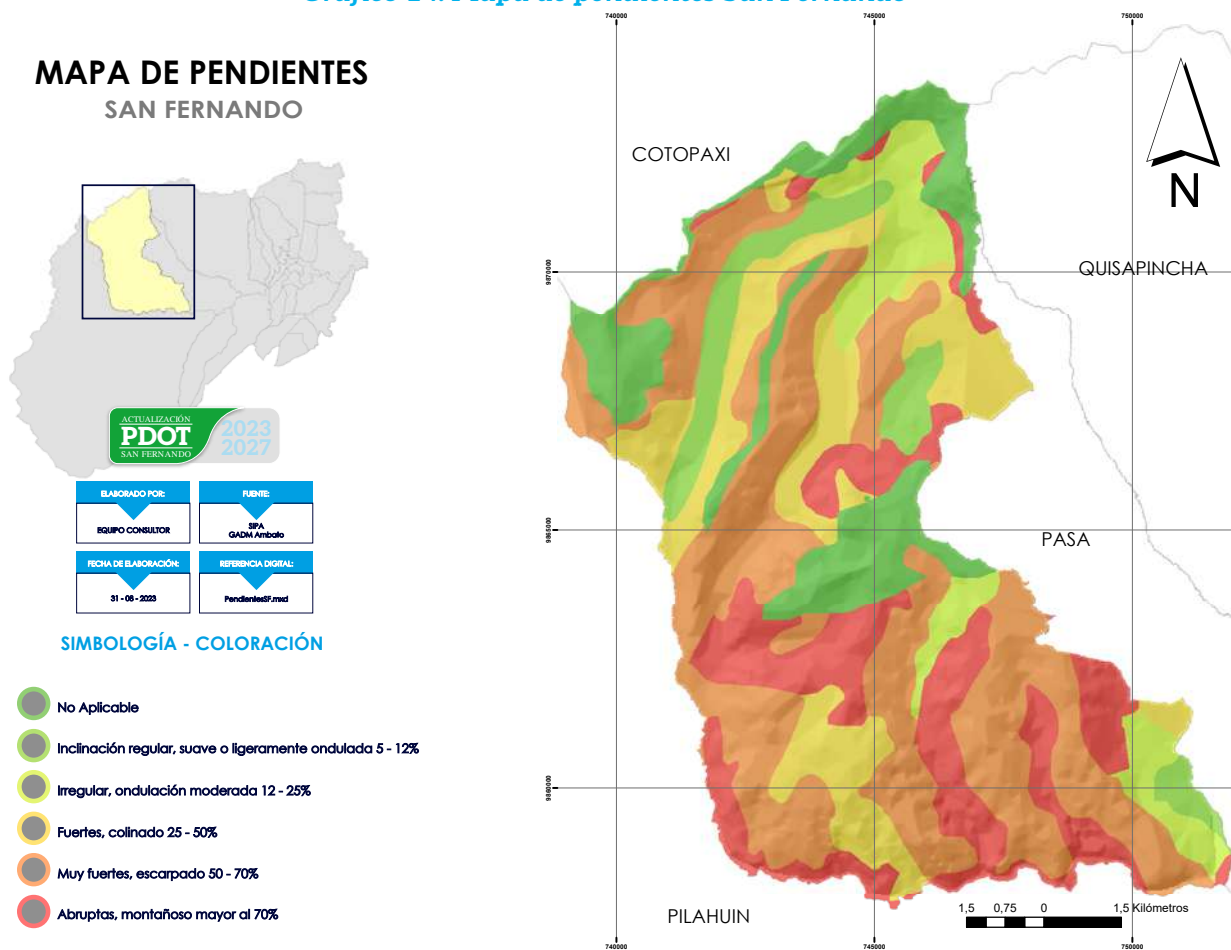 MAPA DE PENDIENTES
SAN FERNANDO
ACTUALIZACIÓN
PDOT
SAN FERNANDO
2023
2027
ELABORADO POR:
EQUIPO CONSULTOR
FUENTE:
SIPA
GADM Ambato
FECHA DE ELABORACIÓN:
31 - 08 - 2023
REFERENCIA DIGITAL:
PendientesSF.mxd
SIMBOLOGÍA - COLORACIÓN
No Aplicable
Inclinación regular, suave o ligeramente ondulada 5 - 12%
Irregular, ondulación moderada 12 - 25%
Fuertes, colinado 25 - 50%
Muy fuertes, escarpado 50 - 70%
Abruptas, montañoso mayor al 70%
740000
745000
750000
COTOPAXI
N
QUISAPINCHA
9870000
9865000
PASA
9860000
PILAHUIN
1,5 0,75 0 1,5 Kilómetros
740000
745000
750000